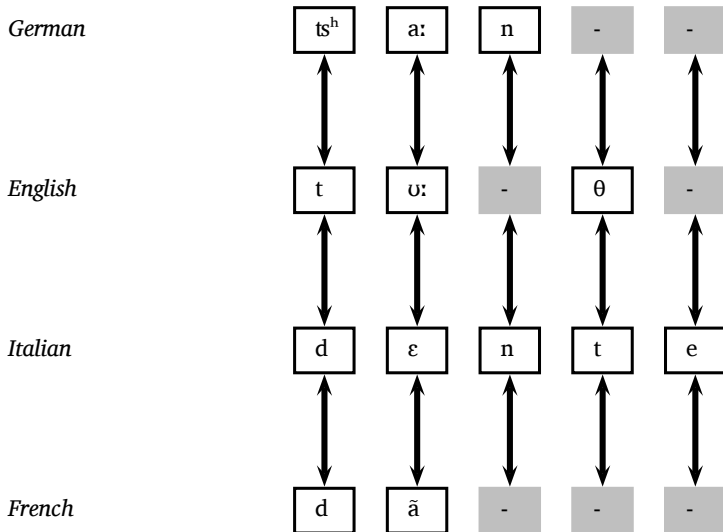 German tsʰ aː n - -
English t ʊː - θ -
Italian d ɛ n t e
French d ã - - -